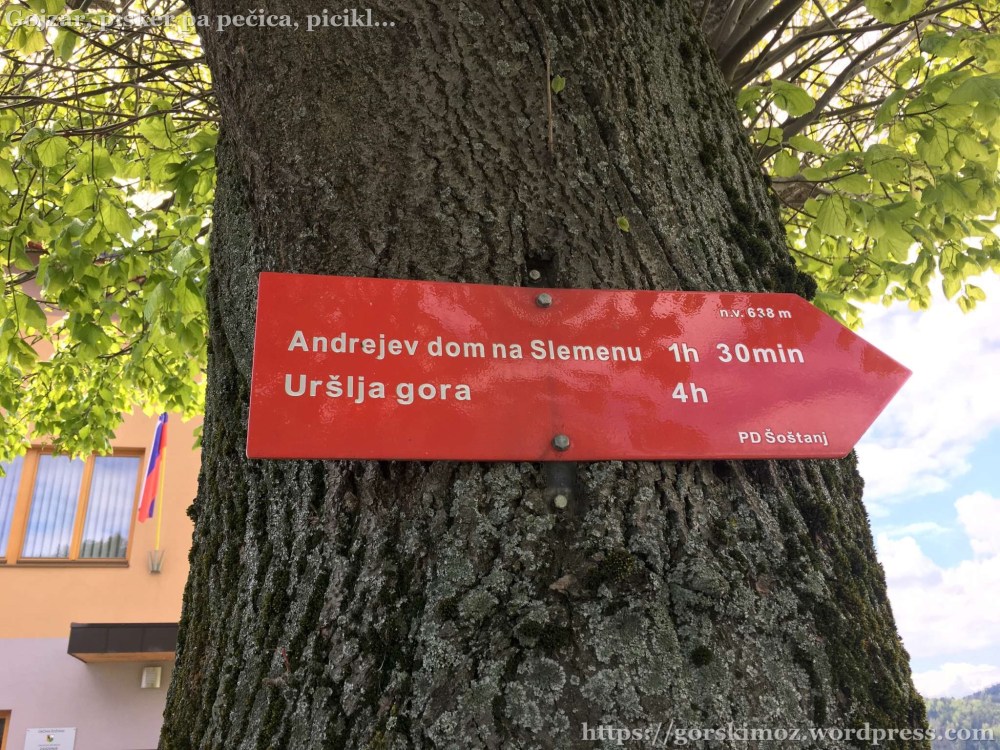 Gojzar, pisker na pečica, picikl...
n.v. 638 m
Andrejev dom na Slemenu 1h 30min
Uršlja gora 4h
PD Šoštanj
https://gorskimoz.wordpress.com